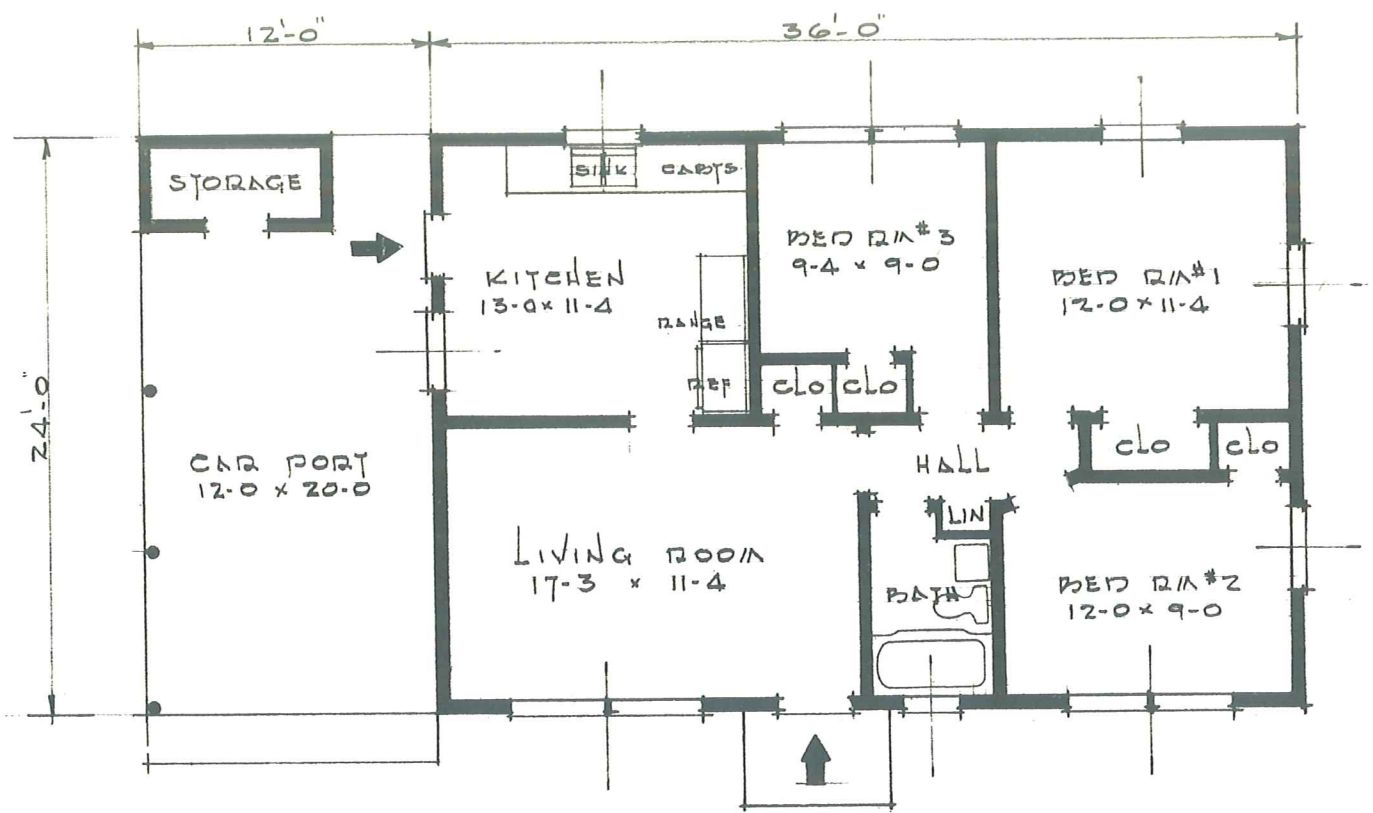 12'-0"
36'-0"
24'-0"
STORAGE
SINK
CABTS
KITCHEN
13-0 x 11-4
RANGE
REF
BED RM #3
9-4 x 9-0
BED RM #1
12-0 x 11-4
CLO
CLO
CLO
CLO
HALL
LIN
CAR PORT
12-0 x 20-0
LIVING ROOM
17-3 x 11-4
BATH
BED RM #2
12-0 x 9-0